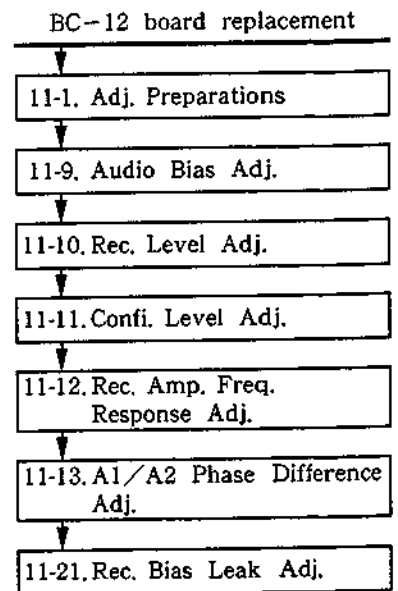 BC-12 board replacement
11-1. Adj. Preparations
11-9. Audio Bias Adj.
11-10. Rec. Level Adj.
11-11. Confi. Level Adj.
11-12. Rec. Amp. Freq.
Response Adj.
11-13. A1/A2 Phase Difference
Adj.
11-21. Rec. Bias Leak Adj.